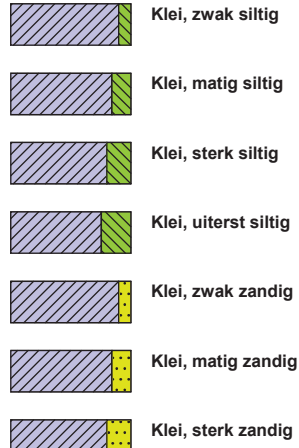 Klei, zwak siltig
Klei, matig siltig
Klei, sterk siltig
Klei, uiterst siltig
Klei, zwak zandig
Klei, matig zandig
Klei, sterk zandig